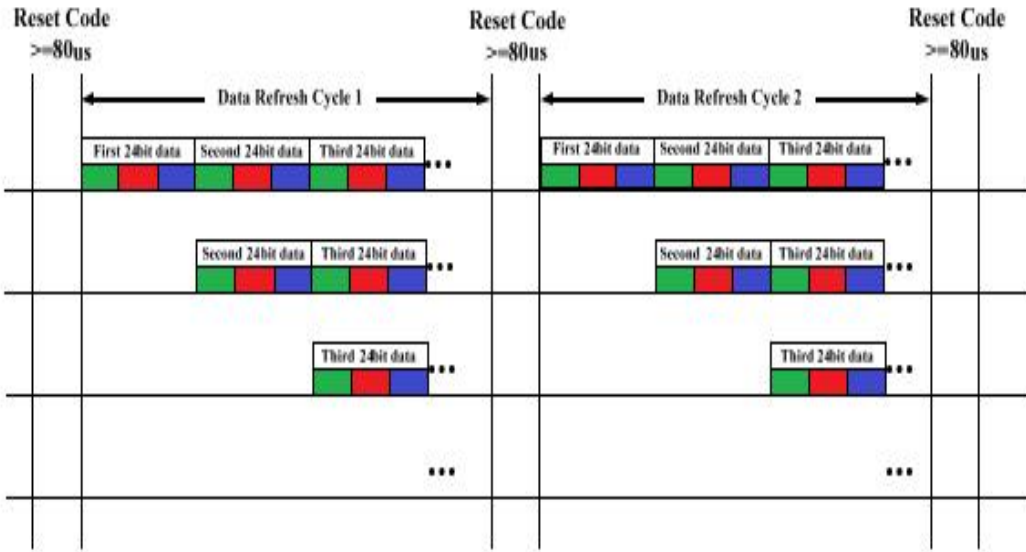 Reset Code
>=80us
Reset Code
>=80us
Reset Code
>=80us
Data Refresh Cycle 1
Data Refresh Cycle 2
First 24bit data Second 24bit data Third 24bit data ...
First 24bit data Second 24bit data Third 24bit data ...
Second 24bit data Third 24bit data ...
Second 24bit data Third 24bit data ...
Third 24bit data ...
Third 24bit data ...
...
...